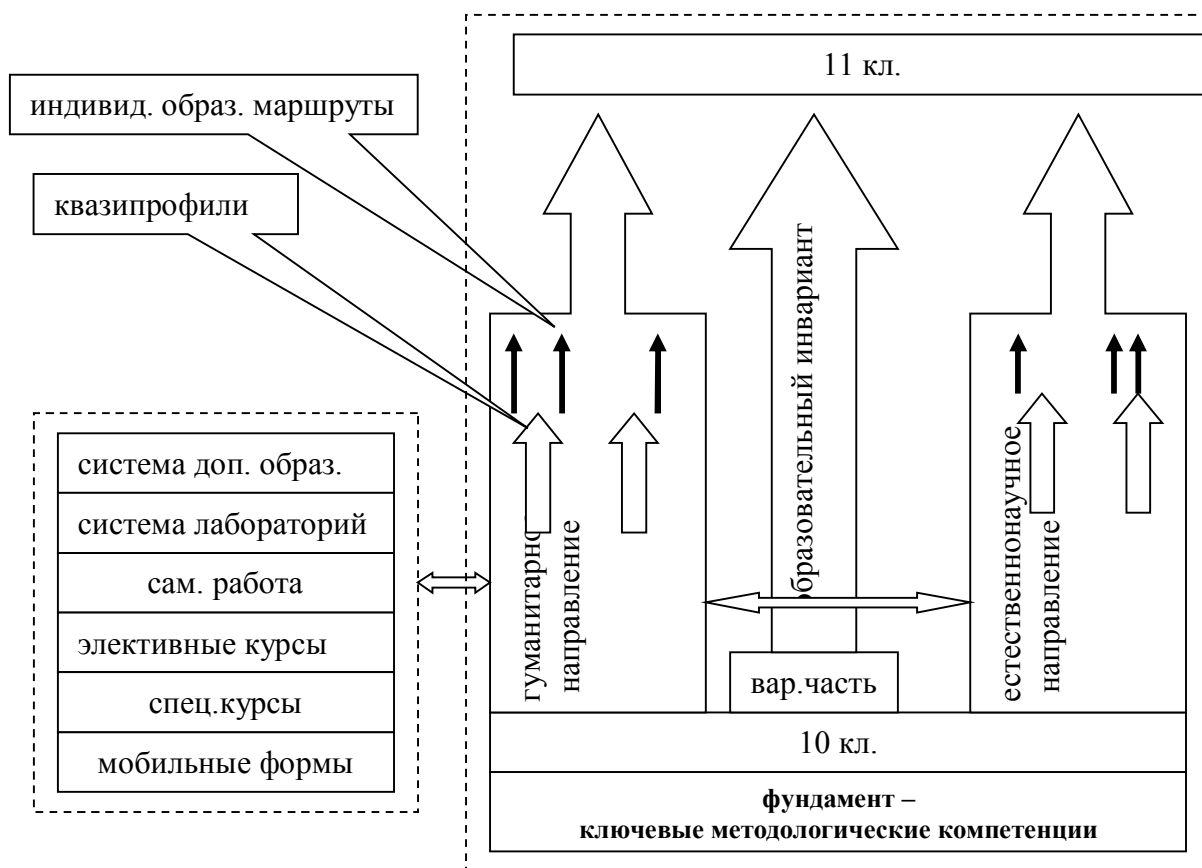 11 кл.
индивид. образ. маршруты
квазипрофили
система доп. образ.
система лабораторий
сам. работа
элективные курсы
спец.курсы
мобильные формы
гуманитарно
направление
образовательный инвариант
вар.часть
естественнонаучное
направление
10 кл.
фундамент –
ключевые методологические компетенции